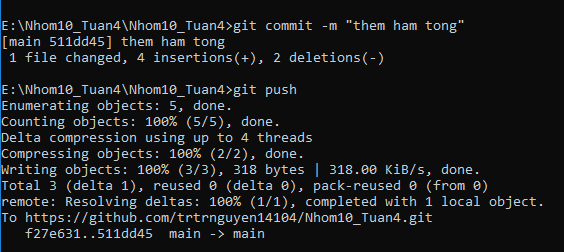 E:\Nhom10_Tuan4\Nhom10_Tuan4>git commit -m "them ham tong"
[main 511dd45] them ham tong
 1 file changed, 4 insertions(+), 2 deletions(-)

E:\Nhom10_Tuan4\Nhom10_Tuan4>git push
Enumerating objects: 5, done.
Counting objects: 100% (5/5), done.
Delta compression using up to 4 threads
Compressing objects: 100% (2/2), done.
Writing objects: 100% (3/3), 318 bytes | 318.00 KiB/s, done.
Total 3 (delta 1), reused 0 (delta 0), pack-reused 0 (from 0)
remote: Resolving deltas: 100% (1/1), completed with 1 local object.
To https://github.com/trtrnguyen14104/Nhom10_Tuan4.git
   f27e631..511dd45  main -> main